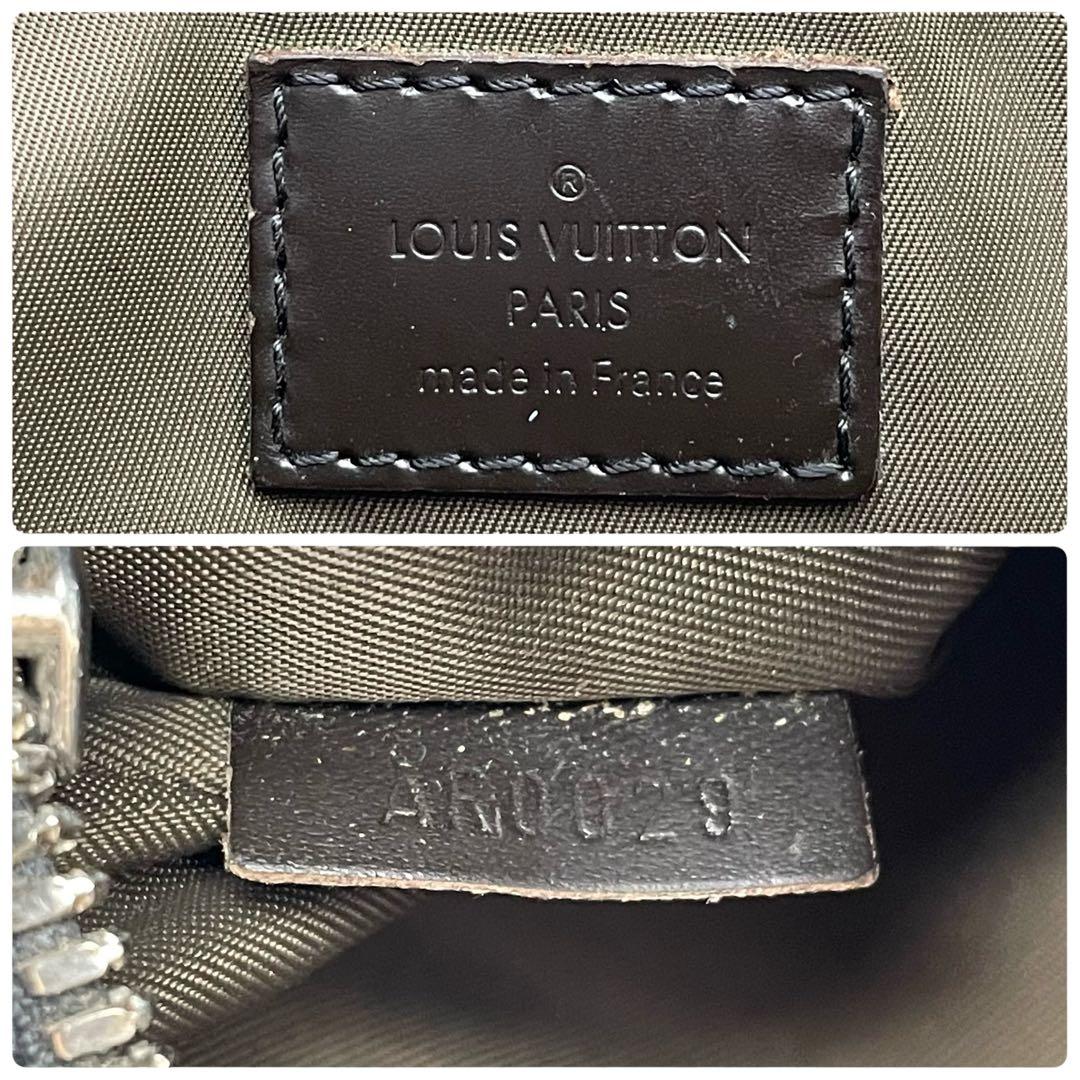 ®
LOUIS VUITTON
PARIS
made in France
AR0029